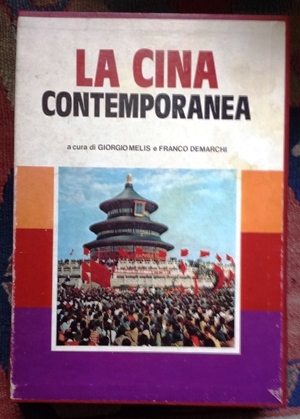 LA CINA
CONTEMPORANEA
a cura di GIORGIO MELIS e FRANCO DEMARCHI